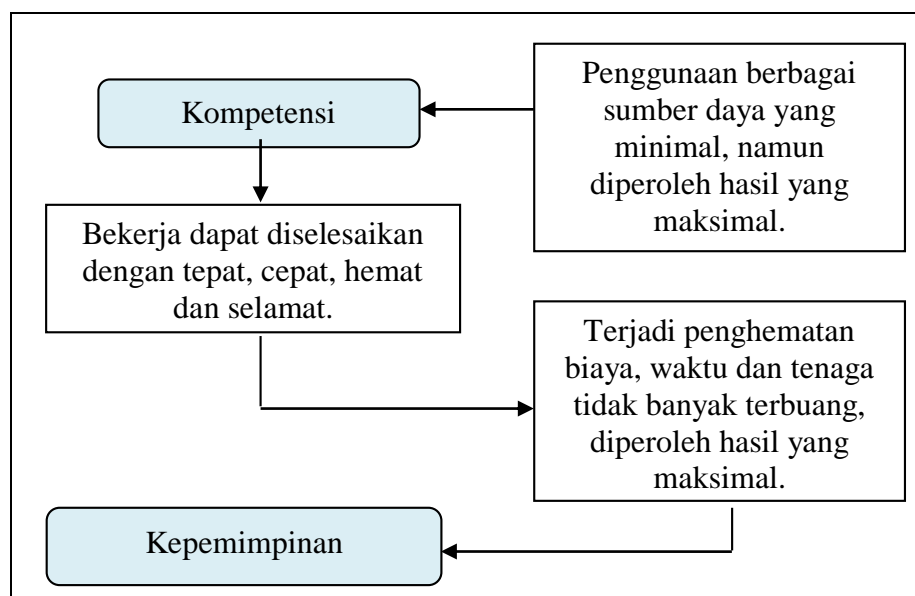 Penggunaan berbagai
sumber daya yang
minimal, namun
diperoleh hasil yang
maksimal.
Kompetensi
Bekerja dapat diselesaikan
dengan tepat, cepat, hemat
dan selamat.
Terjadi penghematan
biaya, waktu dan tenaga
tidak banyak terbuang,
diperoleh hasil yang
maksimal.
Kepemimpinan